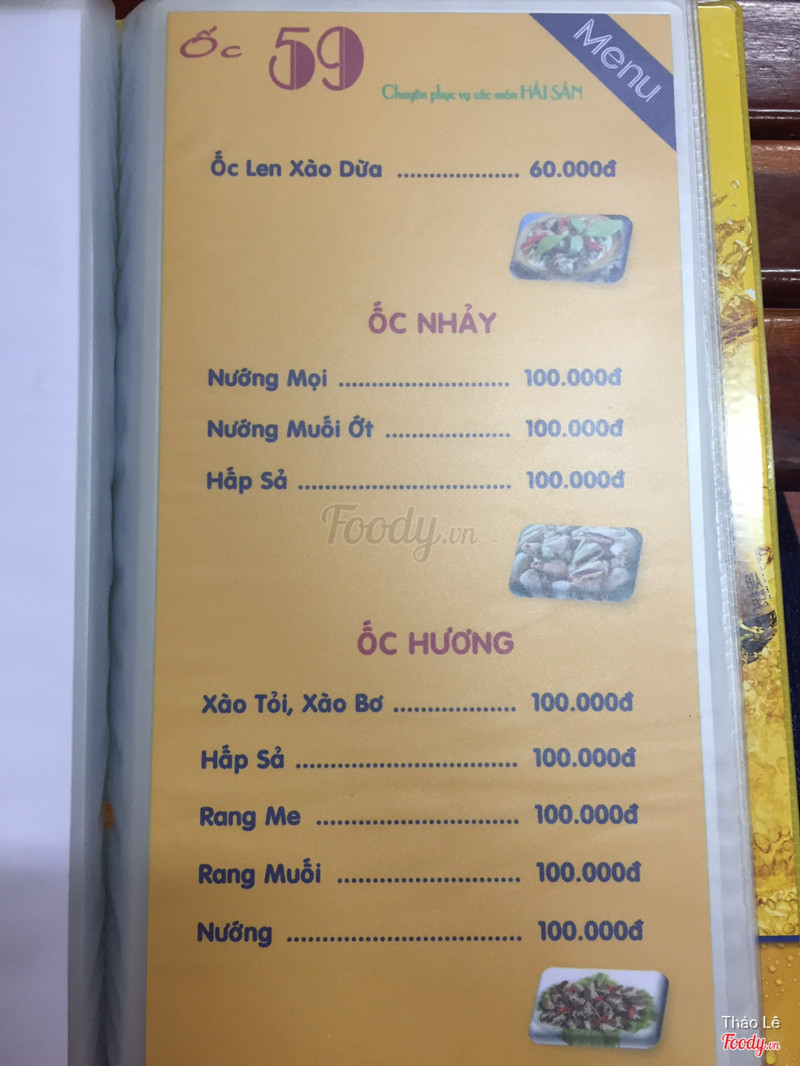 Ốc 59
Menu
Chuyên phục vụ các món HẢI SẢN
Ốc Len Xào Dừa ................... 60.000đ
ỐC NHẢY
Nướng Mọi .......................... 100.000đ
Nướng Muối Ớt ................... 100.000đ
Hấp Sả ................................. 100.000đ
Foody.vn
ỐC HƯƠNG
Xào Tỏi, Xào Bơ ................... 100.000đ
Hấp Sả .................................. 100.000đ
Rang Me ............................... 100.000đ
Rang Muối ............................ 100.000đ
Nướng .................................... 100.000đ
Thảo Lê
Foody.vn